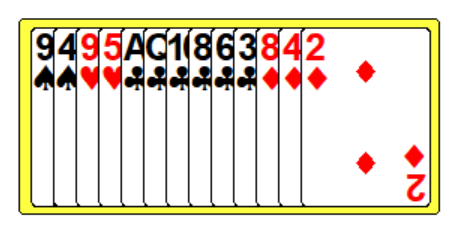 9 4 9 5 A Q 10 8 6 3 8 4 2
♠ ♠ ♥ ♥ ♣ ♣ ♣ ♣ ♣ ♣ ♦ ♦ ♦
2